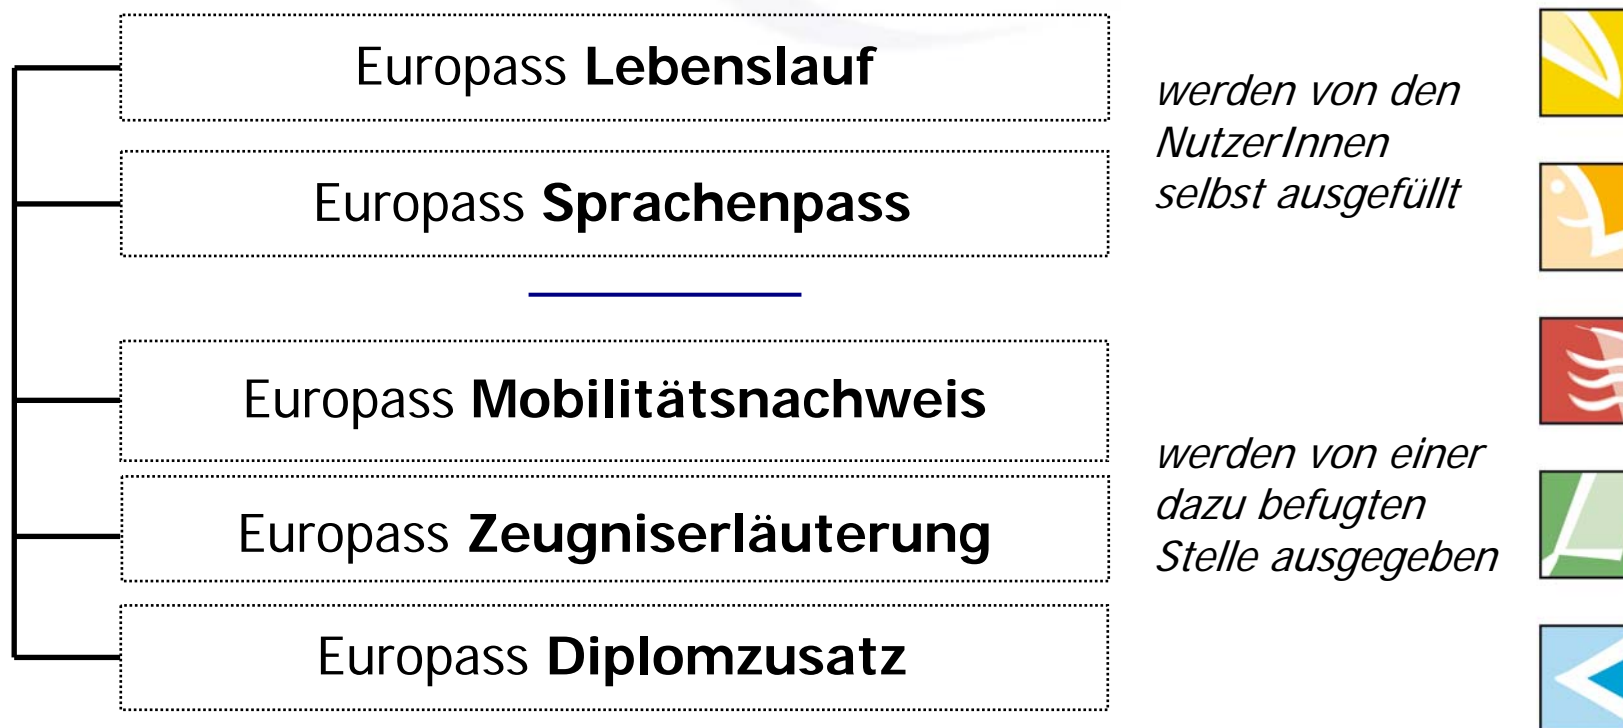 Europass Lebenslauf
Europass Sprachenpass
werden von den
NutzerInnen
selbst ausgefüllt
Europass Mobilitätsnachweis
Europass Zeugniserläuterung
Europass Diplomzusatz
werden von einer
dazu befugten
Stelle ausgegeben